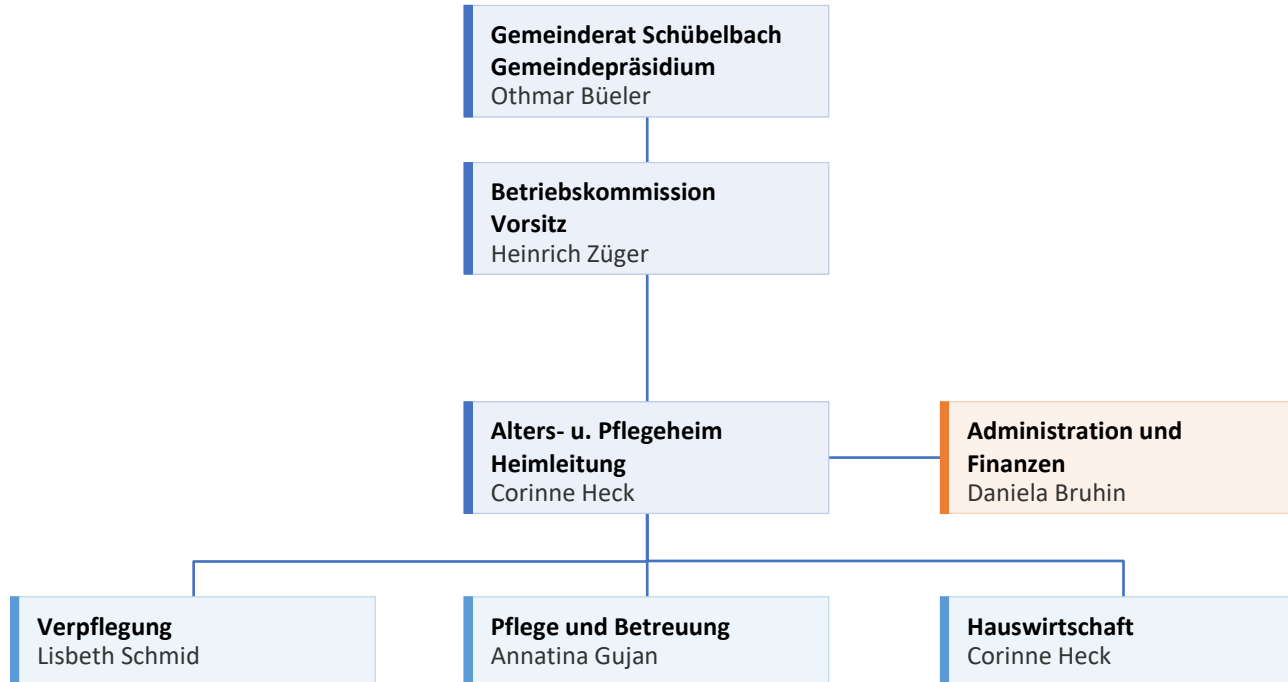 Gemeinderat Schübelbach
Gemeindepräsidium
Othmar Büeler
Betriebskommission
Vorsitz
Heinrich Züger
Alters- u. Pflegeheim
Heimleitung
Corinne Heck
Administration und
Finanzen
Daniela Bruhin
Verpflegung
Lisbeth Schmid
Pflege und Betreuung
Annatina Gujan
Hauswirtschaft
Corinne Heck